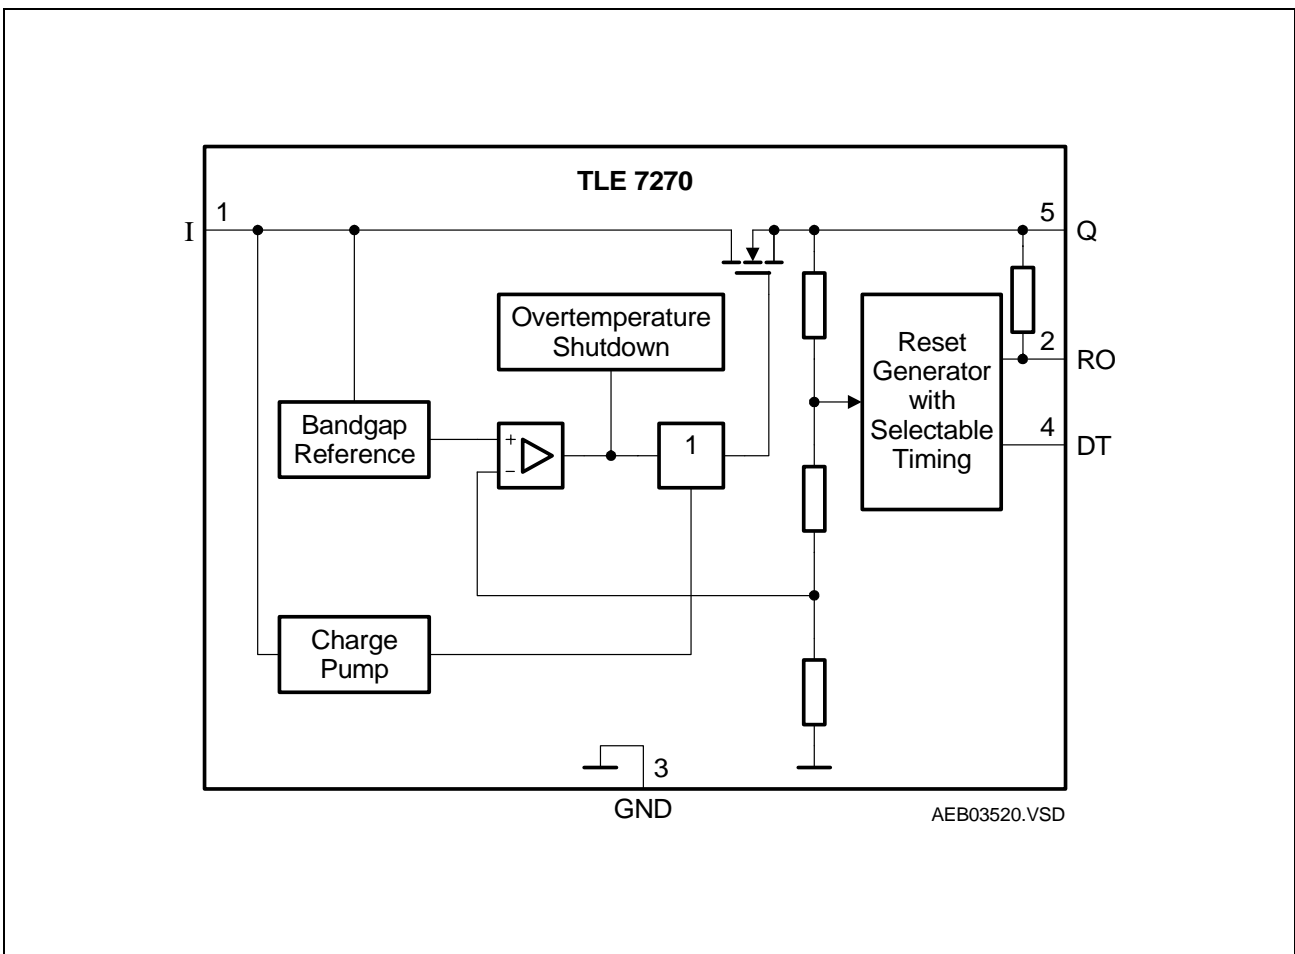 TLE 7270
1
I
5
Q
Overtemperature
Shutdown
Reset
Generator
with
Selectable
Timing
2
RO
Bandgap
Reference
+
−
1
4
DT
Charge
Pump
3
GND
AEB03520.VSD